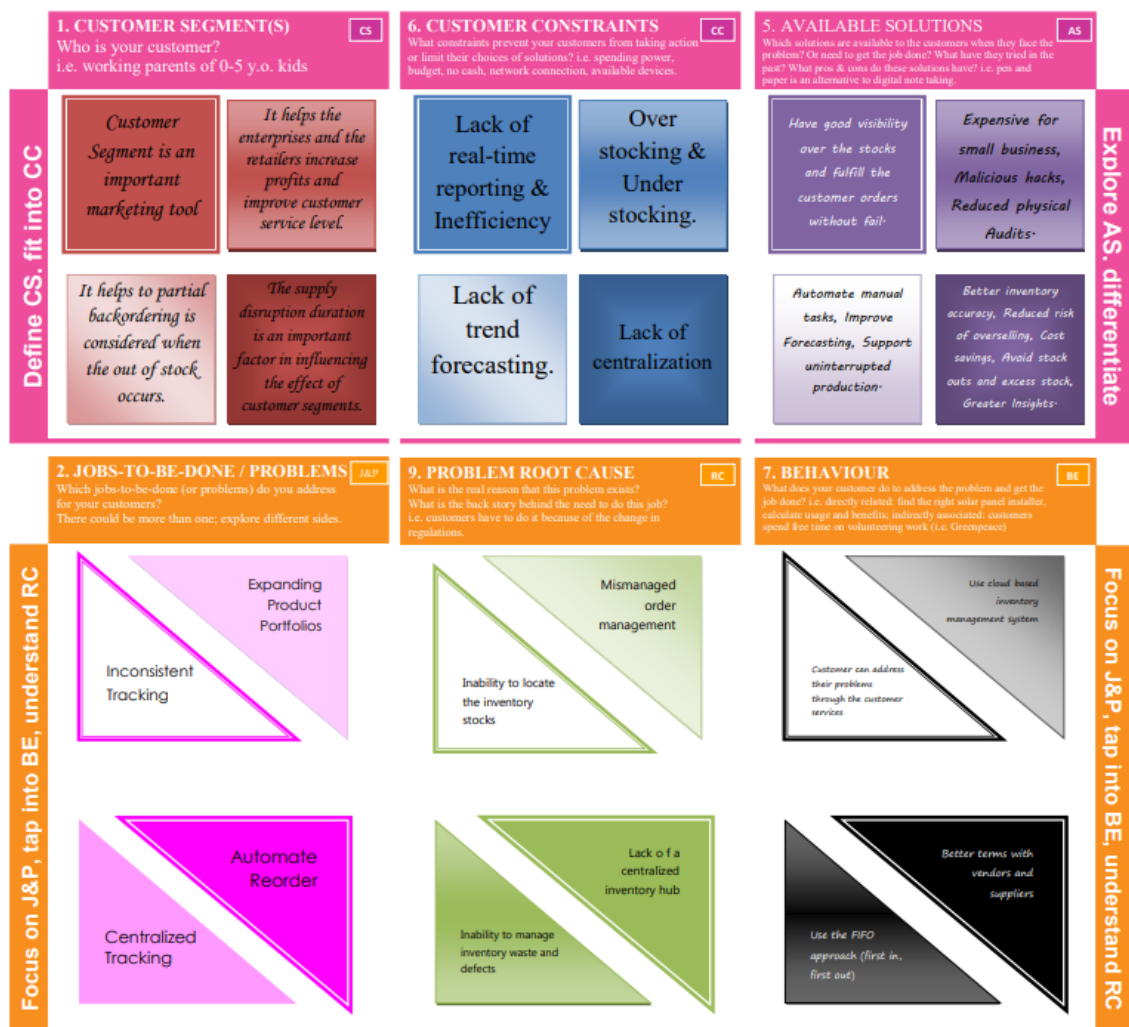 1. CUSTOMER SEGMENT(S)
CS
Who is your customer?
i.e. working parents of 0-5 y.o. kids
6. CUSTOMER CONSTRAINTS
CC
What constraints prevent your customers from taking action
or limit their choices of solutions? i.e. spending power,
budget, no cash, network connection, available devices.
5. AVAILABLE SOLUTIONS
AS
Which solutions are available to the customers when they face the
problem? Or need to get the job done? What have they tried in the
past? What pros & cons do these solutions have? i.e. pen and
paper is an alternative to digital note taking.
Define CS. fit into CC
Customer
Segment is an
important
marketing tool
It helps the
enterprises and the
retailers increase
profits and
improve customer
service level.
It helps to partial
backordering is
considered when
the out of stock
occurs.
The supply
disruption duration
is an important
factor in influencing
the effect of
customer segments.
Lack of
real-time
reporting &
Inefficiency
Over
stocking &
Under
stocking.
Lack of
trend
forecasting.
Lack of
centralization
Have good visibility
over the stocks
and fulfill the
customer orders
without fail.
Expensive for
small business,
Malicious hacks,
Reduced physical
Audits.
Automate manual
tasks, Improve
Forecasting, Support
uninterrupted
production.
Better inventory
accuracy, Reduced risk
of overselling, Cost
savings, Avoid stock
outs and excess stock,
Greater Insights.
Explore AS. differentiate
2. JOBS-TO-BE-DONE / PROBLEMS
J&P
Which jobs-to-be-done (or problems) do you address
for your customers?
There could be more than one; explore different sides.
9. PROBLEM ROOT CAUSE
RC
What is the real reason that this problem exists?
What is the back story behind the need to do this job?
i.e. customers have to do it because of the change in
regulations.
7. BEHAVIOUR
BE
What does your customer do to address the problem and get the
job done? i.e. directly related: find the right solar panel installer,
calculate usage and benefits; indirectly associated: customers
spend free time on volunteering work (i.e. Greenpeace)
Focus on J&P, tap into BE, understand RC
Expanding
Product
Portfolios
Inconsistent
Tracking
Automate
Reorder
Centralized
Tracking
Mismanaged
order
management
Inability to locate
the inventory
stocks
Lack o f a
centralized
inventory hub
Inability to manage
inventory waste and
defects
Use cloud based
inventory
management system
Customer can address
their problems
through the customer
services
Better terms with
vendors and
suppliers
Use the FIFO
approach (first in,
first out)
Focus on J&P, tap into BE, understand RC